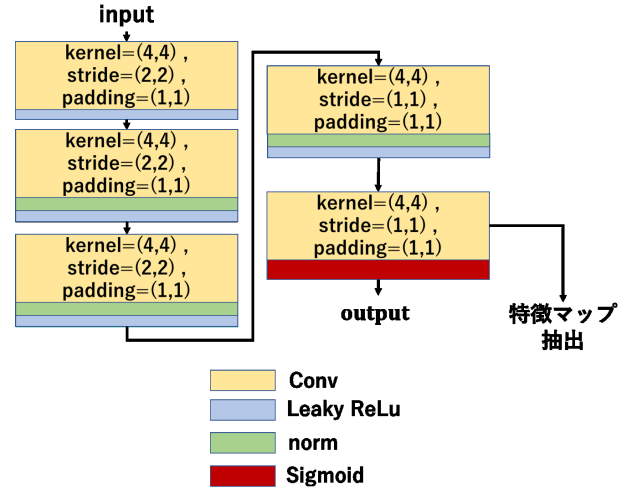 input
kernel=(4,4) ,
stride=(2,2) ,
padding=(1,1)
kernel=(4,4) ,
stride=(2,2) ,
padding=(1,1)
kernel=(4,4) ,
stride=(2,2) ,
padding=(1,1)
kernel=(4,4) ,
stride=(1,1) ,
padding=(1,1)
kernel=(4,4) ,
stride=(1,1) ,
padding=(1,1)
output
特徴マップ
抽出
Conv
Leaky ReLu
norm
Sigmoid